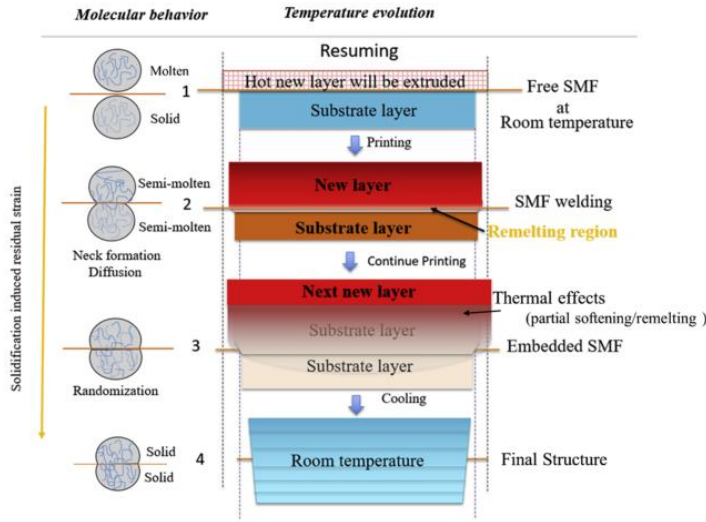 Molecular behavior
Temperature evolution
Resuming
Molten
Hot new layer will be extruded
1
Free SMF
at
Room temperature
Solid
Substrate layer
Printing
Semi-molten
New layer
2
SMF welding
Semi-molten
Substrate layer
Remelting region
Neck formation
Diffusion
Continue Printing
Next new layer
Thermal effects
(partial softening/remelting )
Substrate layer
3
Embedded SMF
Substrate layer
Randomization
Cooling
Solid
4
Room temperature
Final Structure
Solid
Solidification induced residual strain